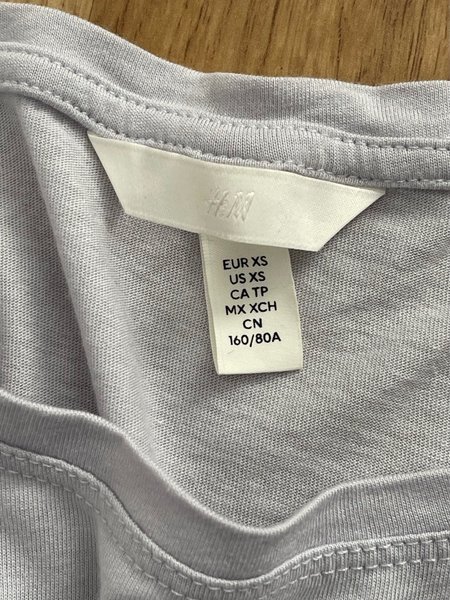 H&M
EUR XS
US XS
CA TP
MX XCH
CN
160/80A